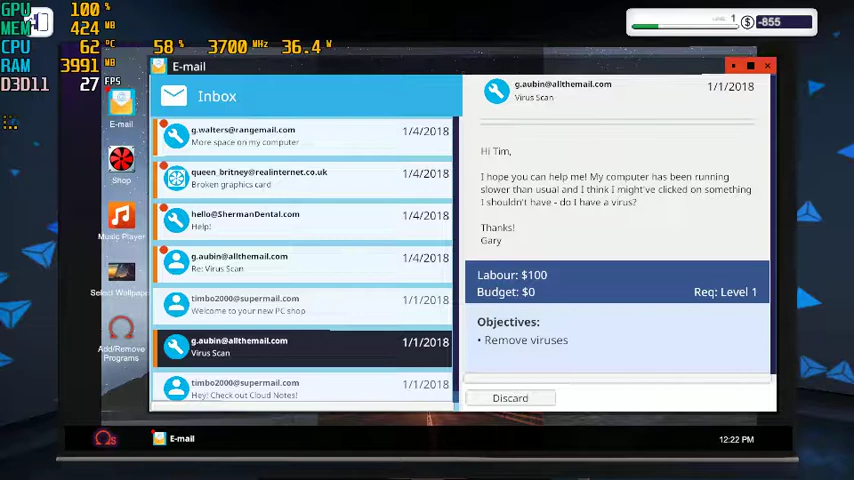 GPU 100 %
MEM 424 MB
CPU 62 °C 58 % 3700 MHz 36.4 W
RAM 3991 MB
D3D11 27 FPS
1 $ -855
E-mail
Shop
Music Player
Select Wallpap
Add/Remove
Programs
E-mail
Inbox
g.walters@rangemail.com 1/4/2018
More space on my computer
queen_britney@realinternet.co.uk 1/4/2018
Broken graphics card
hello@ShermanDental.com 1/4/2018
Help!
g.aubin@allthemail.com 1/4/2018
Re: Virus Scan
timbo2000@supermail.com 1/1/2018
Welcome to your new PC shop
g.aubin@allthemail.com 1/1/2018
Virus Scan
timbo2000@supermail.com 1/1/2018
Hey! Check out Cloud Notes!
g.aubin@allthemail.com 1/1/2018
Virus Scan
Hi Tim,
I hope you can help me! My computer has been running
slower than usual and I think I might've clicked on something
I shouldn't have - do I have a virus?
Thanks!
Gary
Labour: $100
Budget: $0 Req: Level 1
Objectives:
• Remove viruses
Discard
Os E-mail 12:22 PM